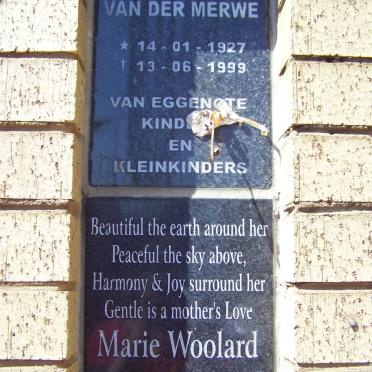 VAN DER MERWE
★ 14 - 01 - 1927
† 13 - 06 - 1999
VAN EGGENOTE
EN
KLEINKINDERS
Beautiful the earth around her
Peaceful the sky above,
Harmony & Joy surround her
Gentle is a mother's Love
Marie Woolard